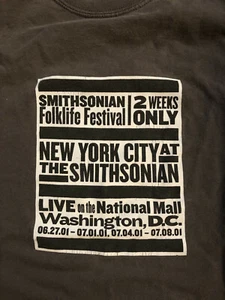 SMITHSONIAN
Folklife Festival
2 WEEKS
ONLY
NEW YORK CITY AT
THE SMITHSONIAN
LIVE on the National Mall
Washington, D.C.
06.27.01 - 07.01.01, 07.04.01 - 07.08.01